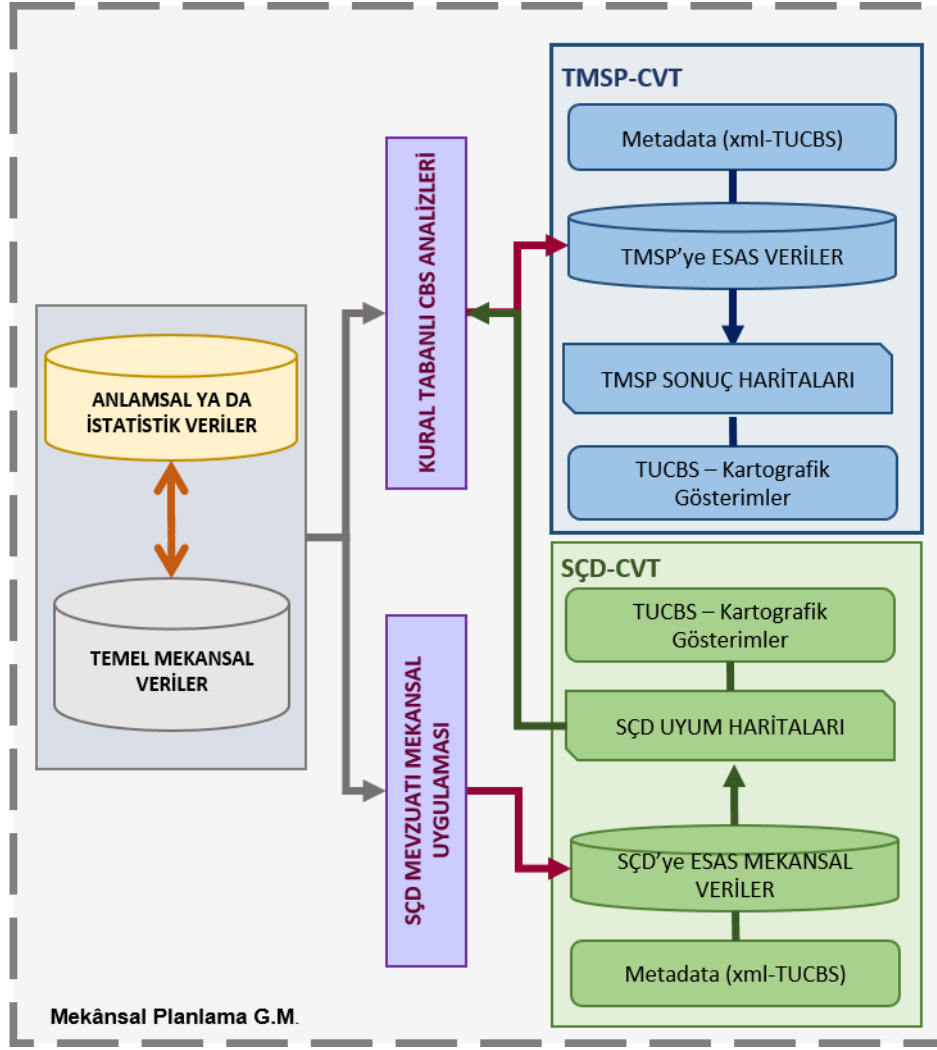 ANLAMSAL YA DA
İSTATİSTİK VERİLER
TEMEL MEKANSAL
VERİLER
KURAL TABANLI CBS ANALİZLERİ
SÇD MEVZUATI MEKANSAL
UYGULAMASI
TMSP-CVT
Metadata (xml-TUCBS)
TMSP'ye ESAS VERİLER
TMSP SONUÇ HARİTALARI
TUCBS – Kartografik
Gösterimler
SÇD-CVT
TUCBS – Kartografik
Gösterimler
SÇD UYUM HARİTALARI
SÇD'ye ESAS MEKANSAL
VERİLER
Metadata (xml-TUCBS)
Mekânsal Planlama G.M.